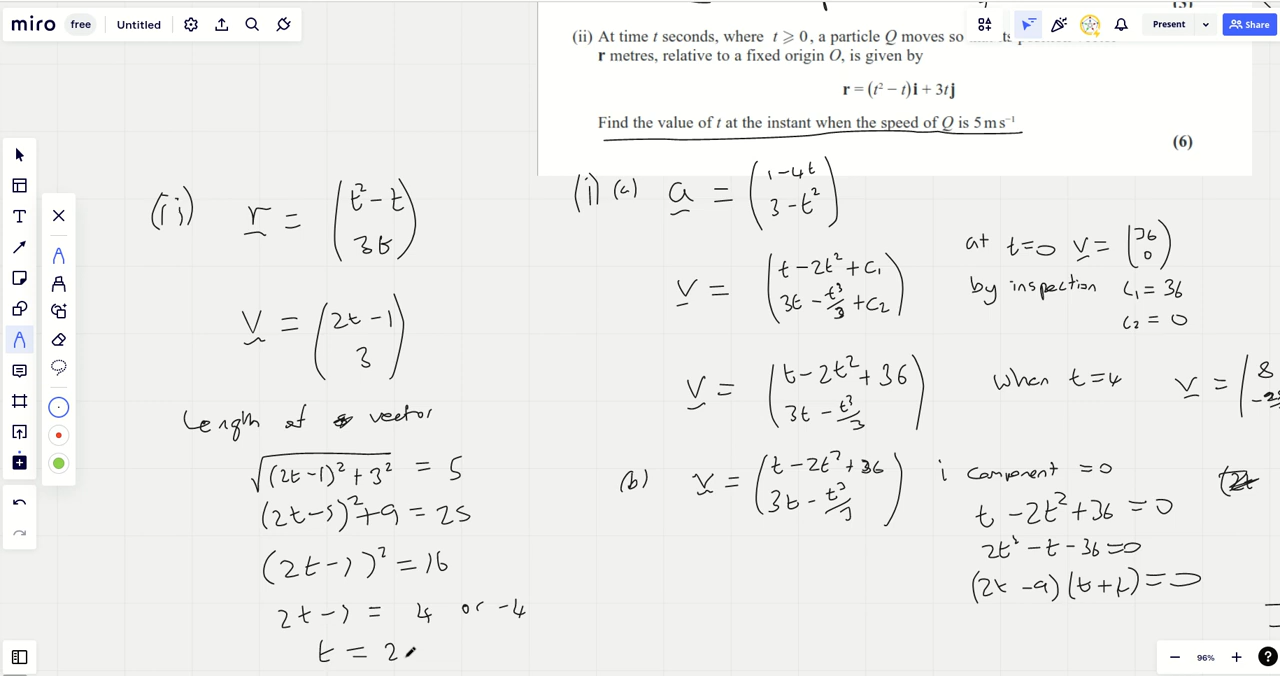 miro free Untitled Present Share
(ii) At time t seconds, where t ⩾ 0, a particle Q moves so
r metres, relative to a fixed origin O, is given by
r = (t² − t)i + 3tj
Find the value of t at the instant when the speed of Q is 5 m s⁻¹
(6)
(ii) r = (t² − t
3t)
V = (2t − 1
3)
Length of vector
√((2t−1)² + 3²) = 5
(2t−1)² + 9 = 25
(2t−1)² = 16
2t−1 = 4 or −4
t = 2
(i) (a) a = (1−4t
3−t²)
v = (t−2t² + c₁
3t − t³/3 + c₂)
at t=0 v = (36
0)
by inspection c₁ = 36
c₂ = 0
v = (t−2t² + 36
3t − t³/3)
When t=4 v = (8
(b) v = (t−2t² + 36
3t − t³/3)
i component = 0
t − 2t² + 36 = 0
2t² − t − 36 = 0
(2t − 9)(t + 4) = 0
96%